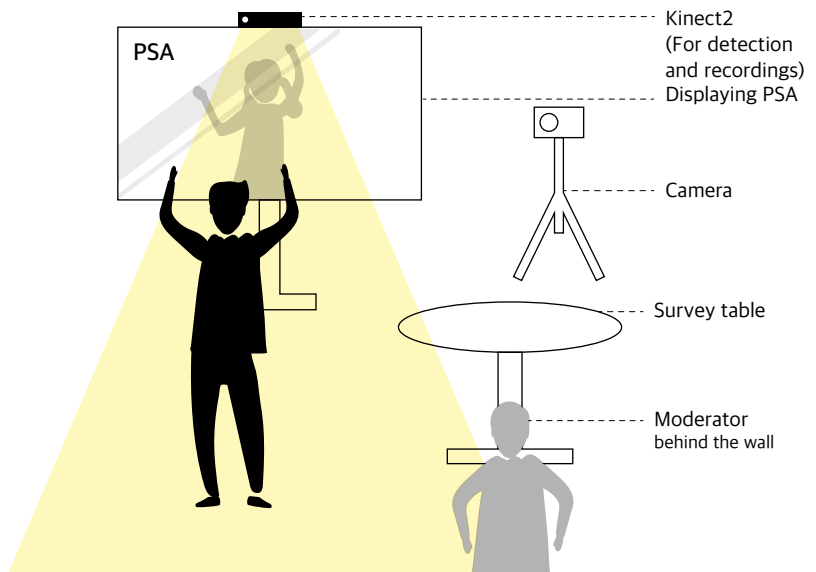 PSA
Kinect2
(For detection
and recordings)
Displaying PSA
Camera
Survey table
Moderator
behind the wall